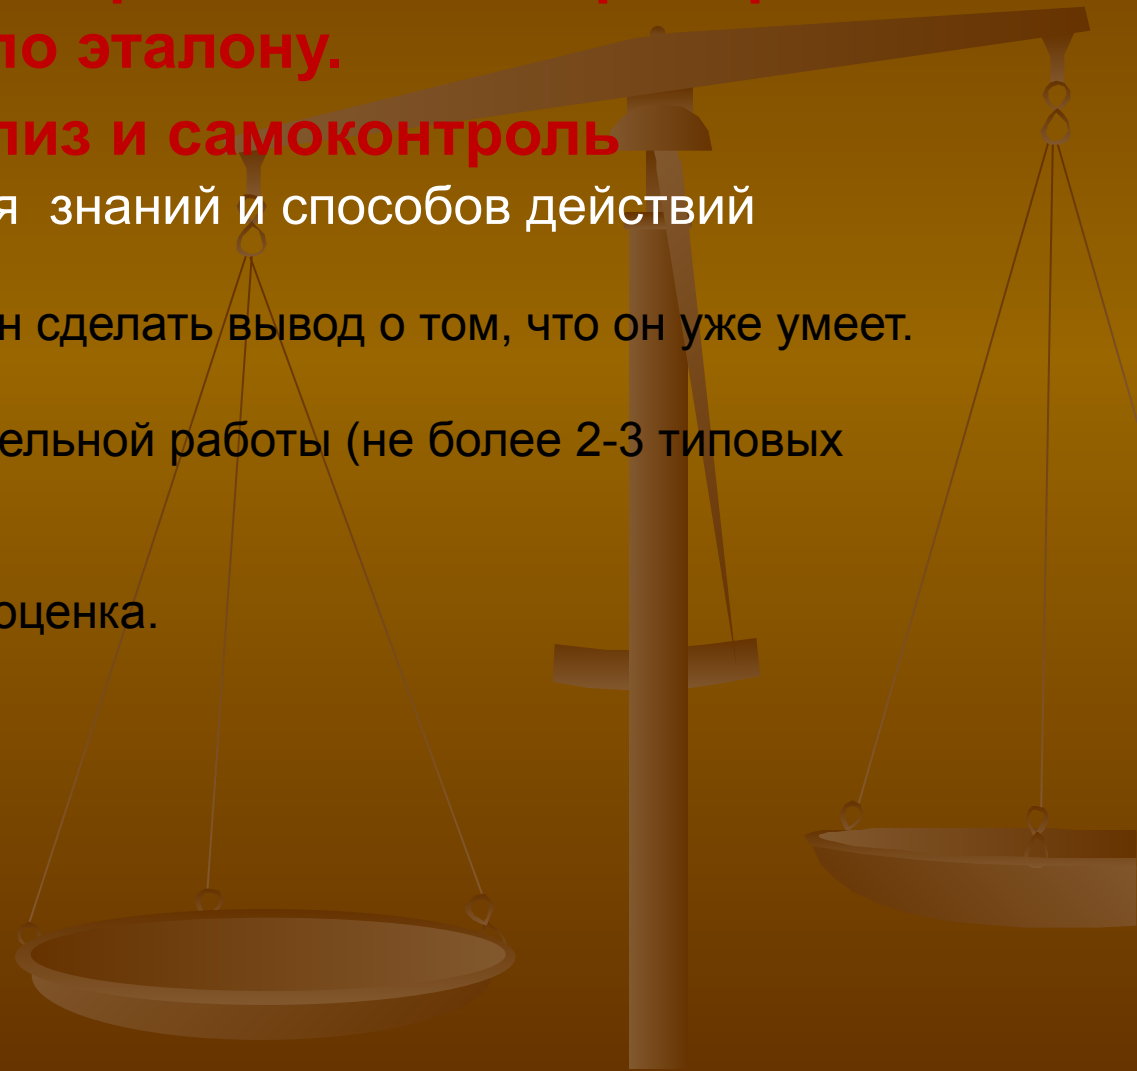 по эталону.
лиз и самоконтроль
я знаний и способов действий
н сделать вывод о том, что он уже умеет.
ельной работы (не более 2-3 типовых
оценка.